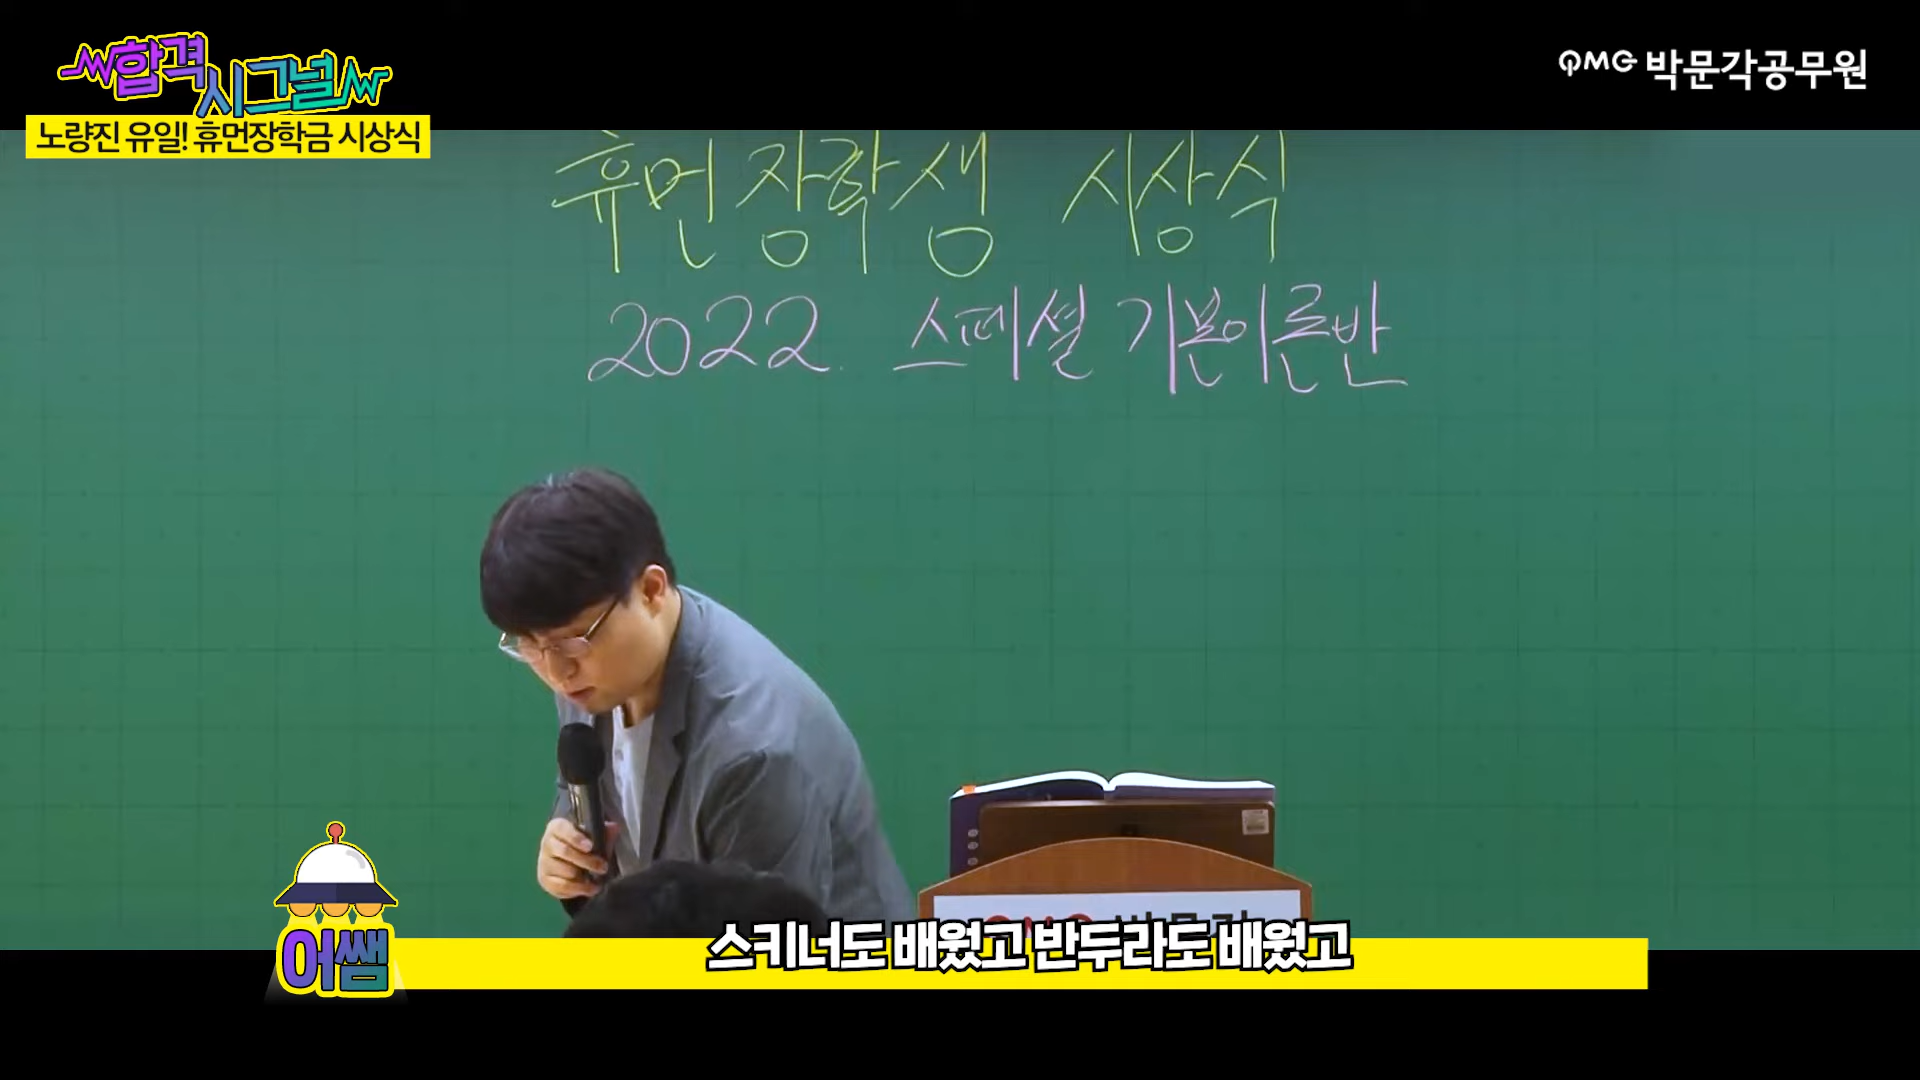 합격
시그널
노량진 유일! 휴먼장학금 시상식
PMG 박문각공무원
휴먼장학생 시상식
2022. 스페셜 기본이론반
어쌤
스키너도 배웠고 반두라도 배웠고